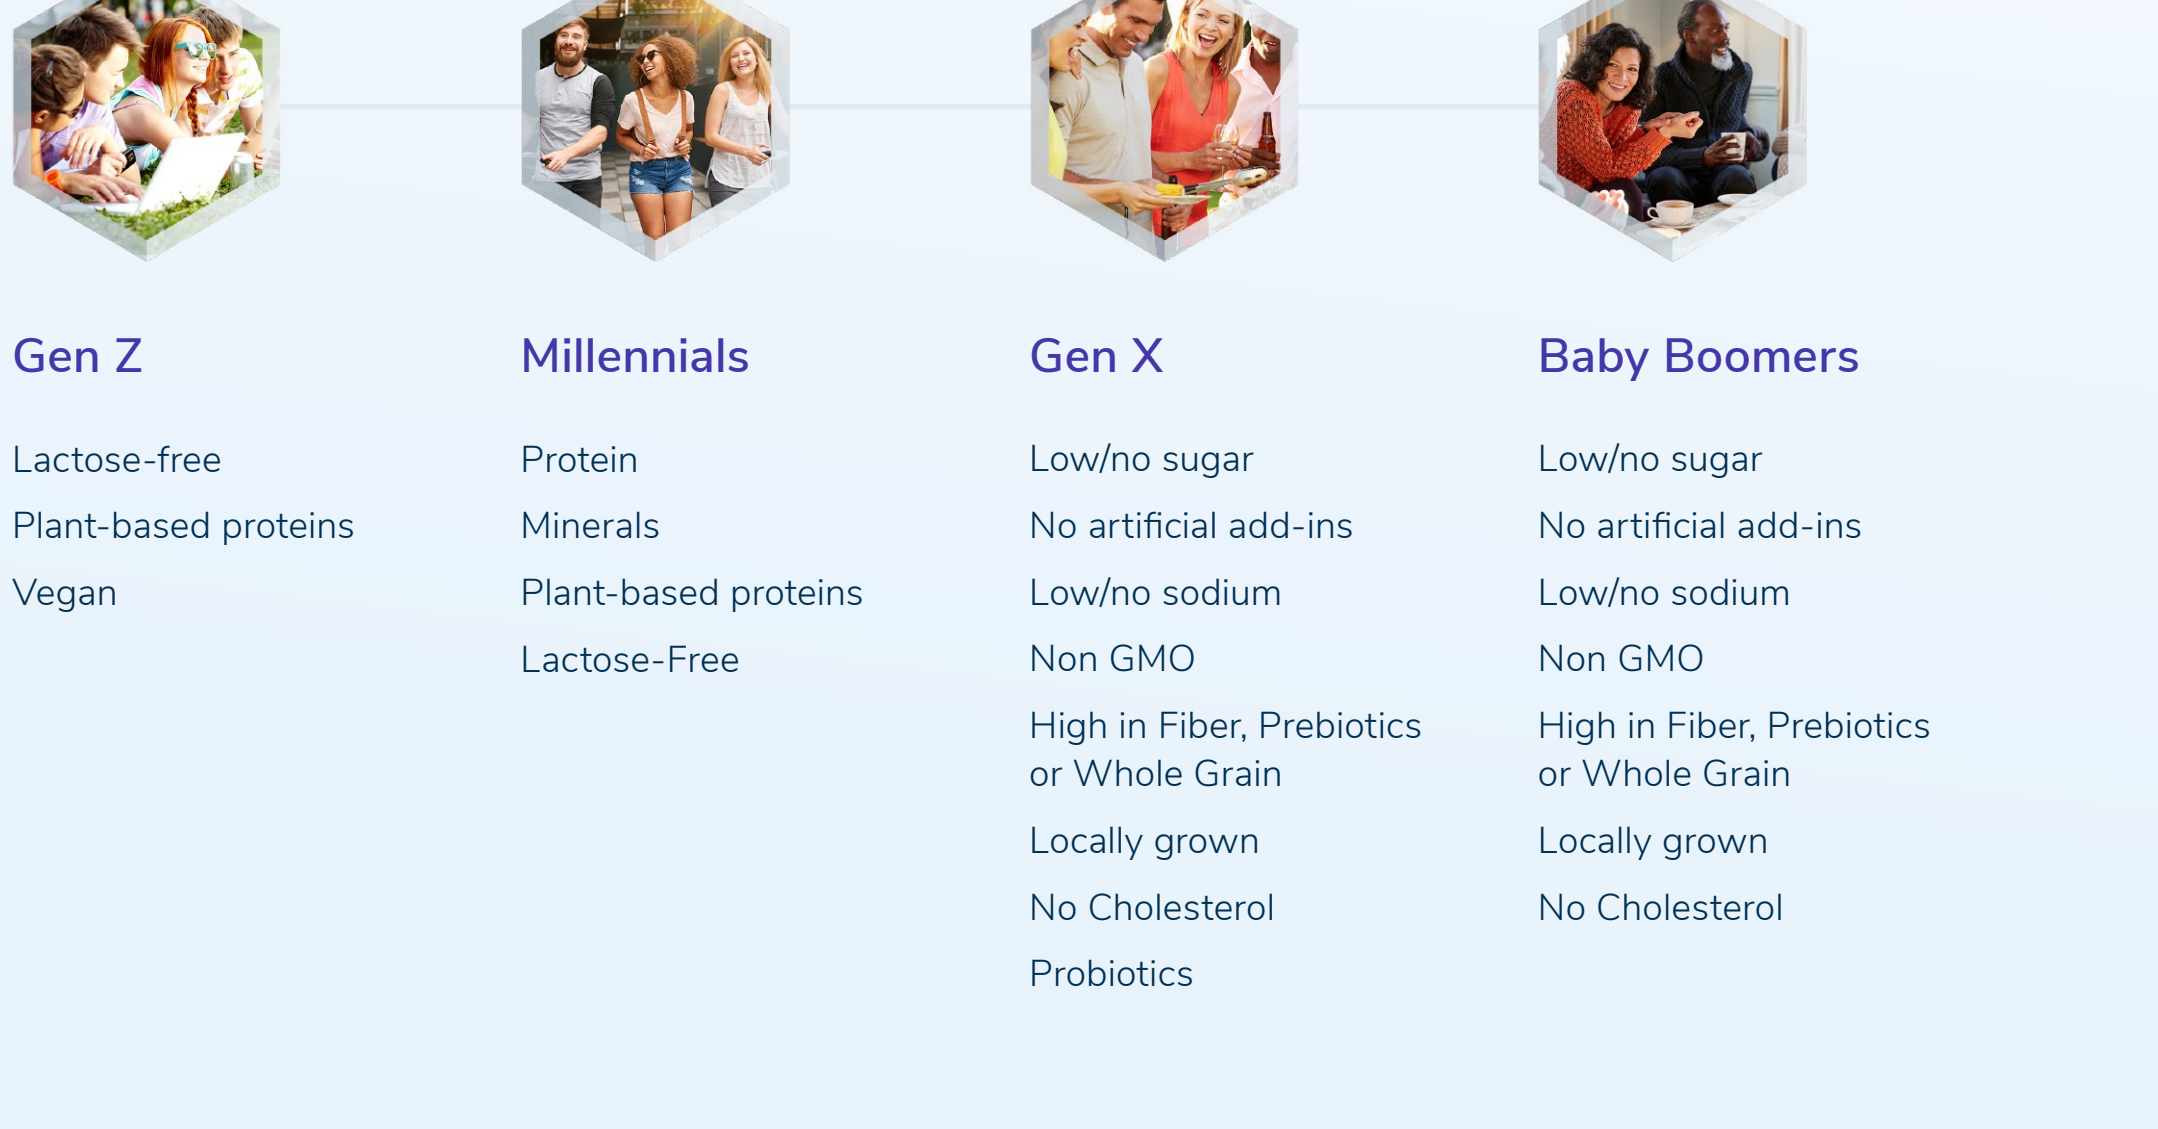 Gen Z
Lactose-free
Plant-based proteins
Vegan
Millennials
Protein
Minerals
Plant-based proteins
Lactose-Free
Gen X
Low/no sugar
No artificial add-ins
Low/no sodium
Non GMO
High in Fiber, Prebiotics
or Whole Grain
Locally grown
No Cholesterol
Probiotics
Baby Boomers
Low/no sugar
No artificial add-ins
Low/no sodium
Non GMO
High in Fiber, Prebiotics
or Whole Grain
Locally grown
No Cholesterol